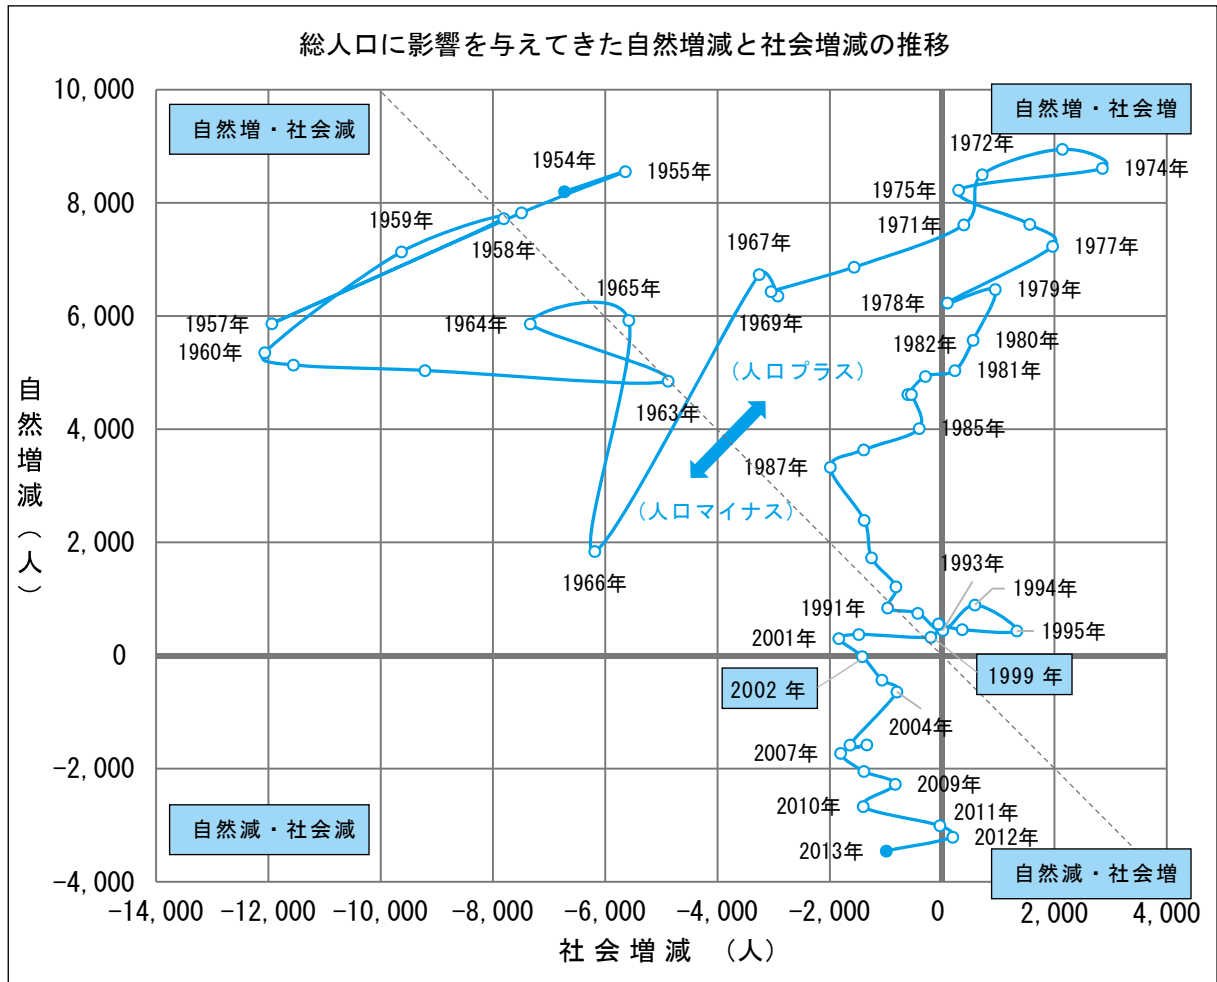 総人口に影響を与えてきた自然増減と社会増減の推移
10,000
8,000
6,000
4,000
2,000
0
-2,000
-4,000
自然増減（人）
自然増・社会減
自然増・社会増
1972年
1954年
1955年
1974年
1975年
1959年
1971年
1958年
1967年
1977年
1965年
1979年
1957年
1964年
1969年
1978年
1960年
1982年
1980年
1981年
(人口プラス)
1963年
1985年
1987年
(人口マイナス)
1966年
1993年
1994年
1991年
1995年
2001年
1999 年
2002 年
2004年
2007年
2009年
2010年
2011年
2012年
2013年
自然減・社会減
自然減・社会増
-14,000
-12,000
-10,000
-8,000
-6,000
-4,000
-2,000
0
2,000
4,000
社会増減　(人)